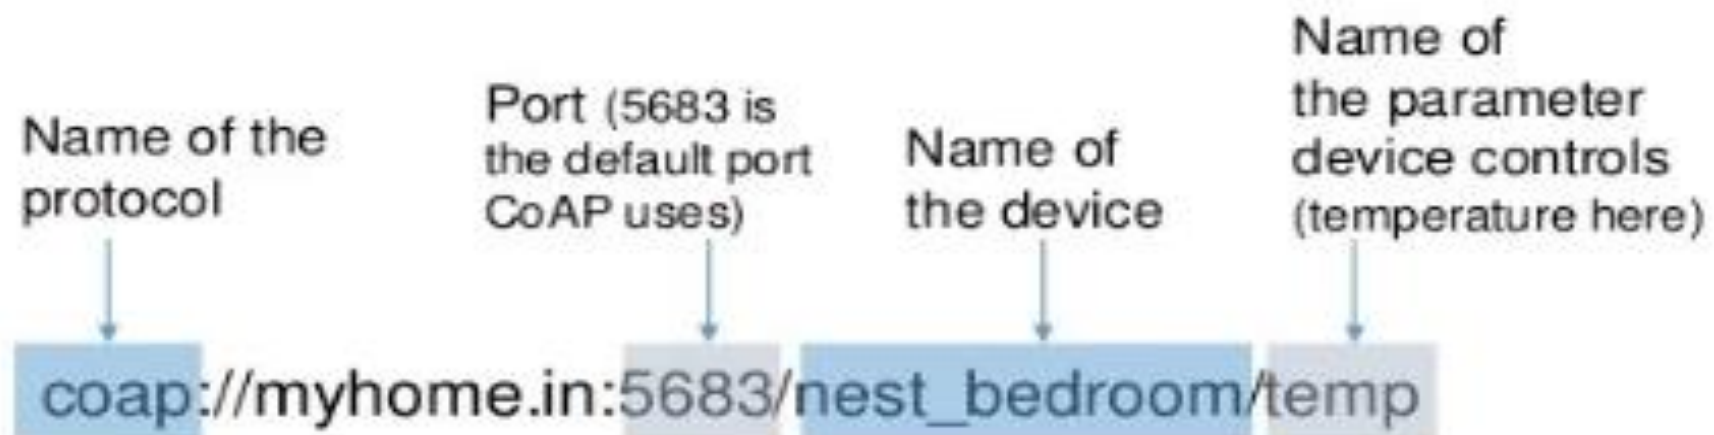 Name of the
protocol
Port (5683 is
the default port
CoAP uses)
Name of
the device
Name of
the parameter
device controls
(temperature here)
coap://myhome.in:5683/nest_bedroom/temp